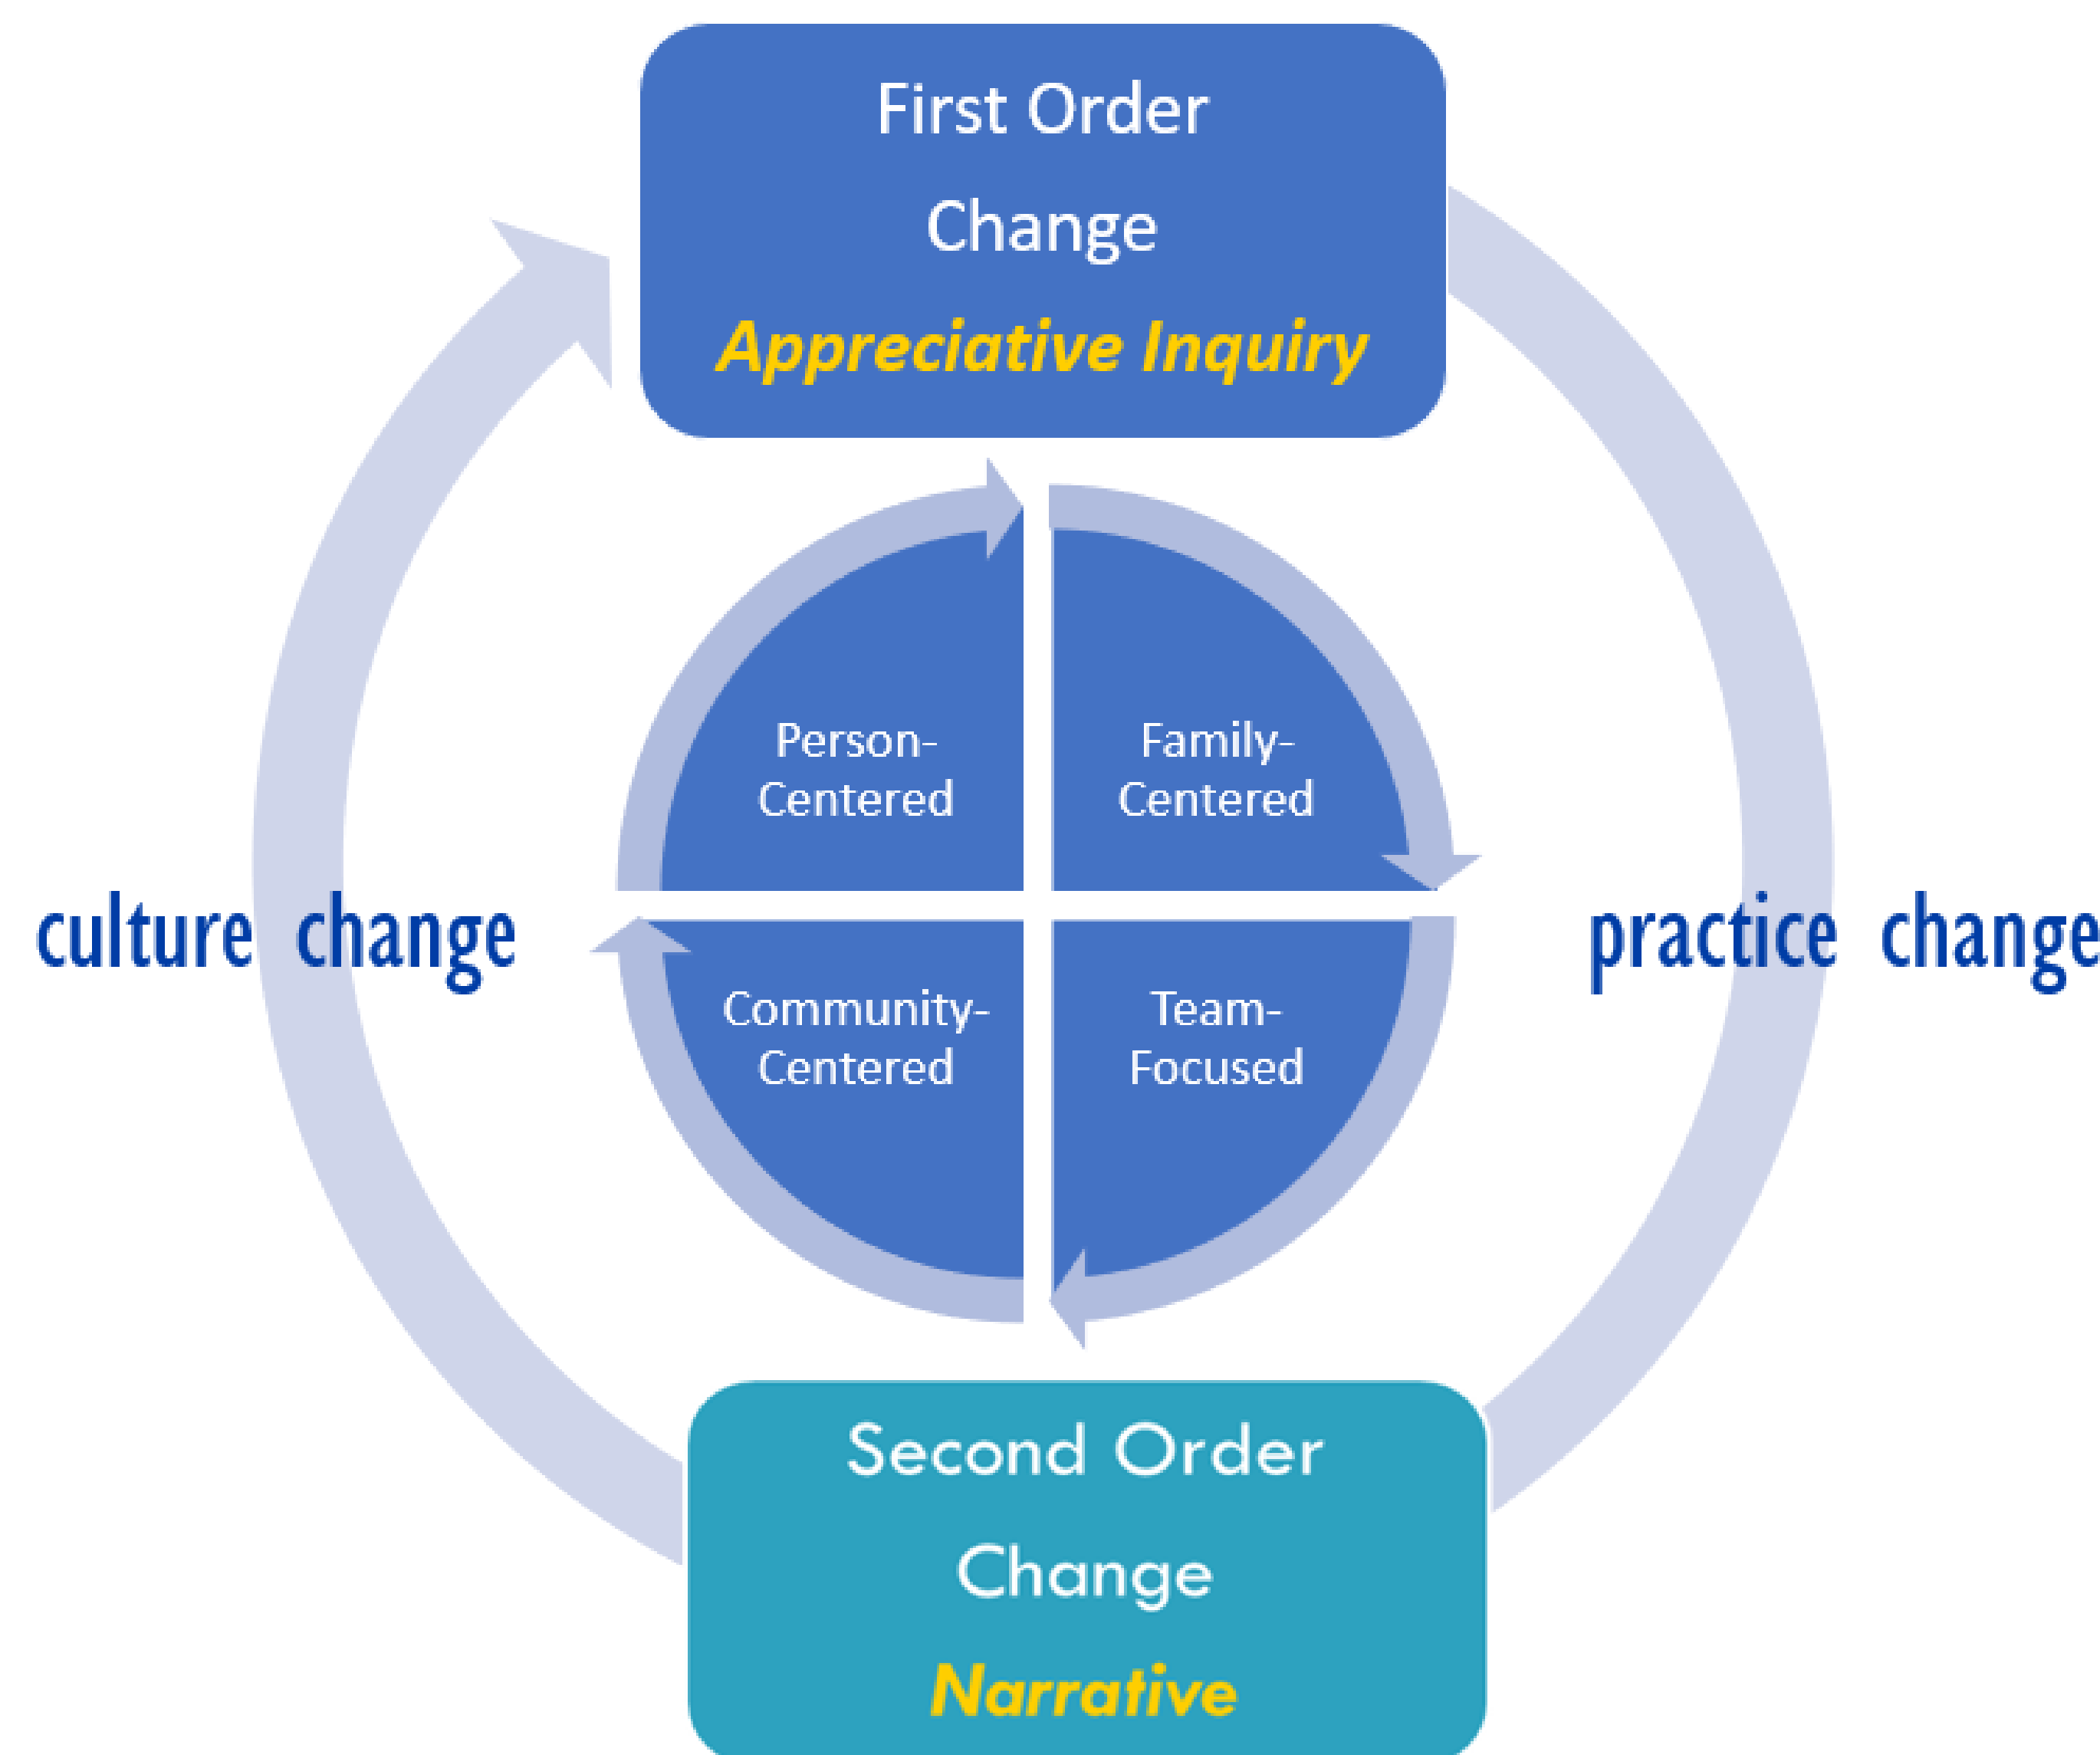 First Order
Change
Appreciative Inquiry
Person-
Centered
Family-
Centered
culture change
practice change
Community-
Centered
Team-
Focused
Second Order
Change
Narrative